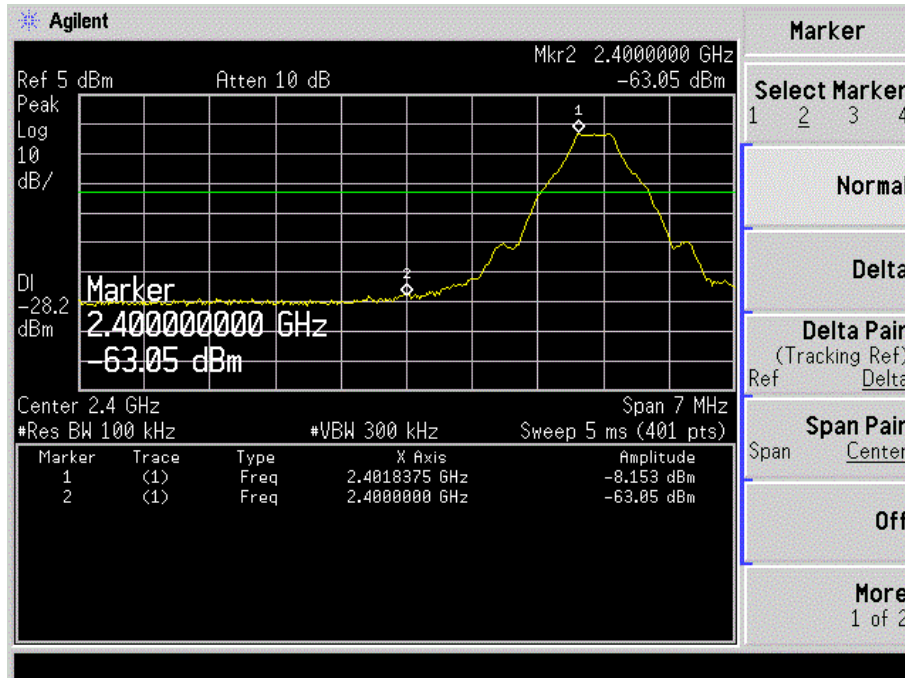 Agilent
Marker
Mkr2 2.4000000 GHz
Ref 5 dBm Atten 10 dB -63.05 dBm
Peak
Log
10
dB/
1
2
DI
-28.2
dBm
Marker
2.400000000 GHz
-63.05 dBm
Center 2.4 GHz Span 7 MHz
#Res BW 100 kHz #VBW 300 kHz Sweep 5 ms (401 pts)
Marker Trace Type X Axis Amplitude
1 (1) Freq 2.4018375 GHz -8.153 dBm
2 (1) Freq 2.4000000 GHz -63.05 dBm
Select Marker
1 2 3 4
Normal
Delta
Delta Pair
(Tracking Ref)
Ref Delta
Span Pair
Span Center
Off
More
1 of 2